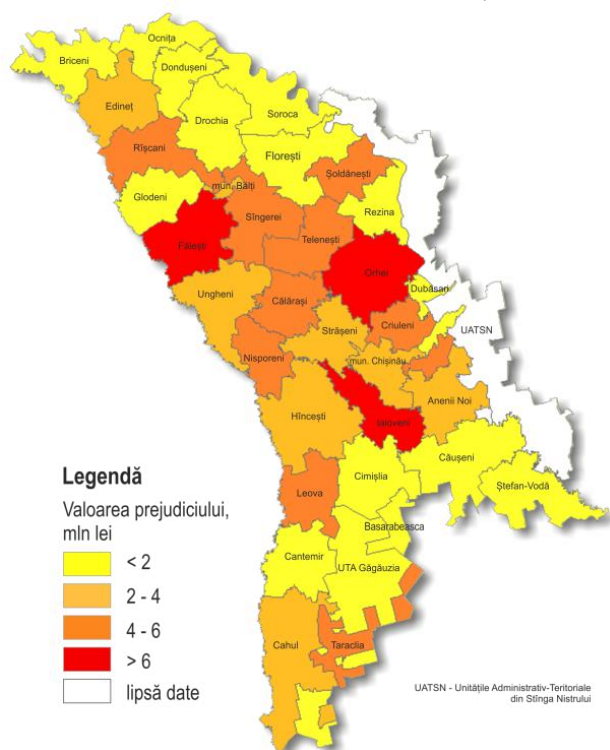 Ocnița
Briceni
Dondușeni
Edineț
Soroca
Drochia
Rîșcani
Florești
Șoldănești
mun. Bălți
Glodeni
Rezina
Sîngerei
Telenești
Fălești
Orhei
Dubăsari
Ungheni
Călărași
UATSN
Criuleni
Strășeni
Nisporeni
mun. Chișinău
Anenii Noi
Hîncești
Ialoveni
Căușeni
Cimișlia
Ștefan-Vodă
Leova
Basarabeasca
Cantemir
UTA Găgăuzia
Cahul
Taraclia
Legendă
Valoarea prejudiciului,
mln lei
< 2
2 - 4
4 - 6
> 6
lipsă date
UATSN - Unitățile Administrativ-Teritoriale
din Stînga Nistrului